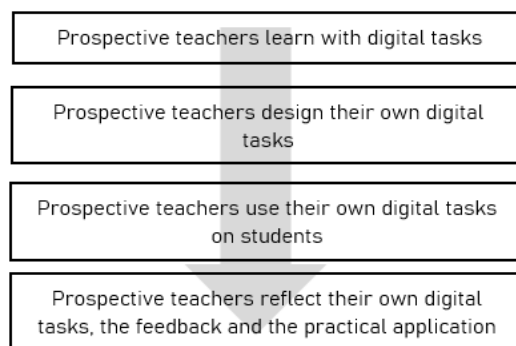 Prospective teachers learn with digital tasks
Prospective teachers design their own digital
tasks
Prospective teachers use their own digital tasks
on students
Prospective teachers reflect their own digital
tasks, the feedback and the practical application